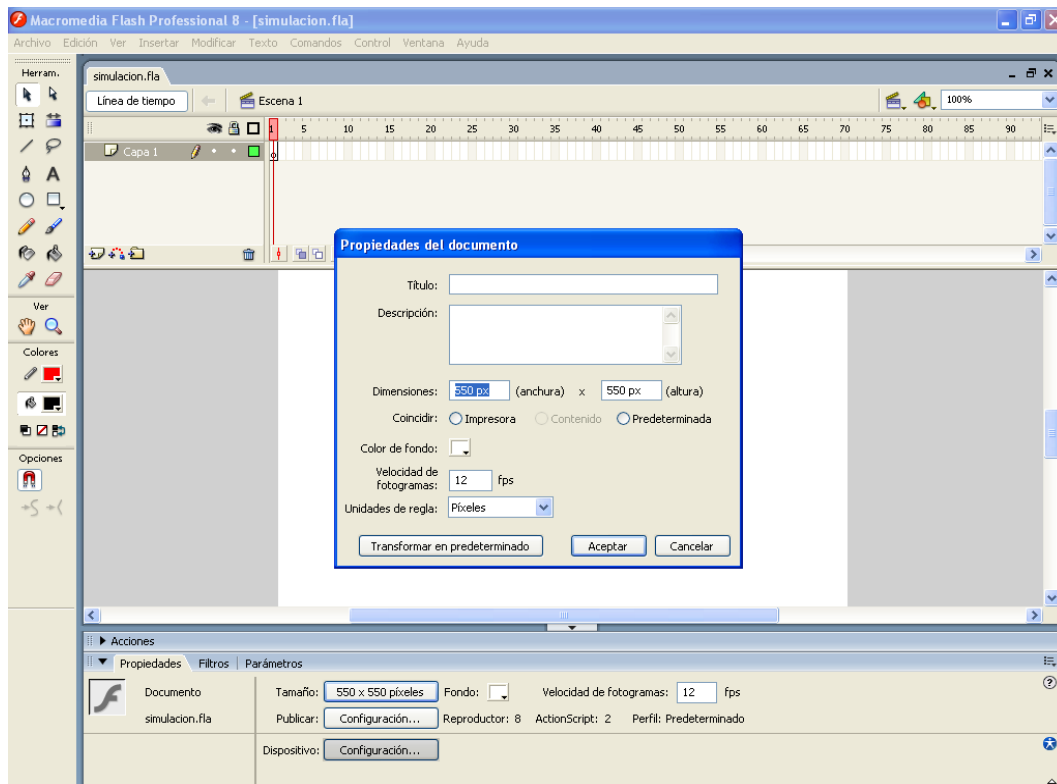 Macromedia Flash Professional 8 - [simulacion.fla]
Archivo Edición Ver Insertar Modificar Texto Comandos Control Ventana Ayuda
Herram.
simulacion.fla
Línea de tiempo
Escena 1
100%
1 5 10 15 20 25 30 35 40 45 50 55 60 65 70 75 80 85 90
Capa 1
Ver
Colores
Opciones
Propiedades del documento
Título:
Descripción:
Dimensiones: 550 px (anchura) x 550 px (altura)
Coincidir: Impresora Contenido Predeterminada
Color de fondo:
Velocidad de
fotogramas: 12 fps
Unidades de regla: Píxeles
Transformar en predeterminado Aceptar Cancelar
Acciones
Propiedades Filtros Parámetros
Documento
simulacion.fla
Tamaño: 550 x 550 píxeles Fondo: Velocidad de fotogramas: 12 fps
Publicar: Configuración... Reproductor: 8 ActionScript: 2 Perfil: Predeterminado
Dispositivo: Configuración...